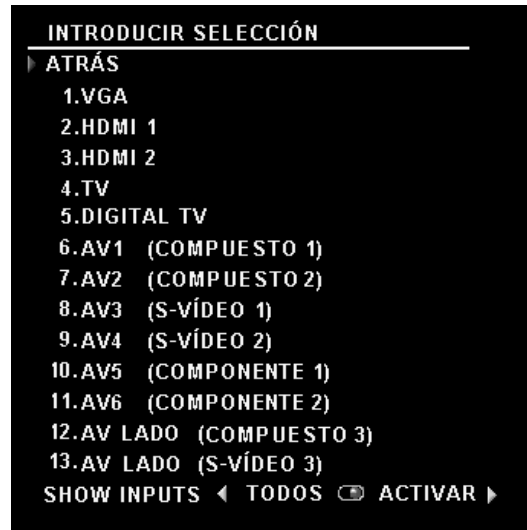 INTRODUCIR SELECCIÓN
ATRÁS
1.VGA
2.HDMI 1
3.HDMI 2
4.TV
5.DIGITAL TV
6.AV1 (COMPUESTO 1)
7.AV2 (COMPUESTO 2)
8.AV3 (S-VÍDEO 1)
9.AV4 (S-VÍDEO 2)
10.AV5 (COMPONENTE 1)
11.AV6 (COMPONENTE 2)
12.AV LADO (COMPUESTO 3)
13.AV LADO (S-VÍDEO 3)
SHOW INPUTS TODOS ACTIVAR